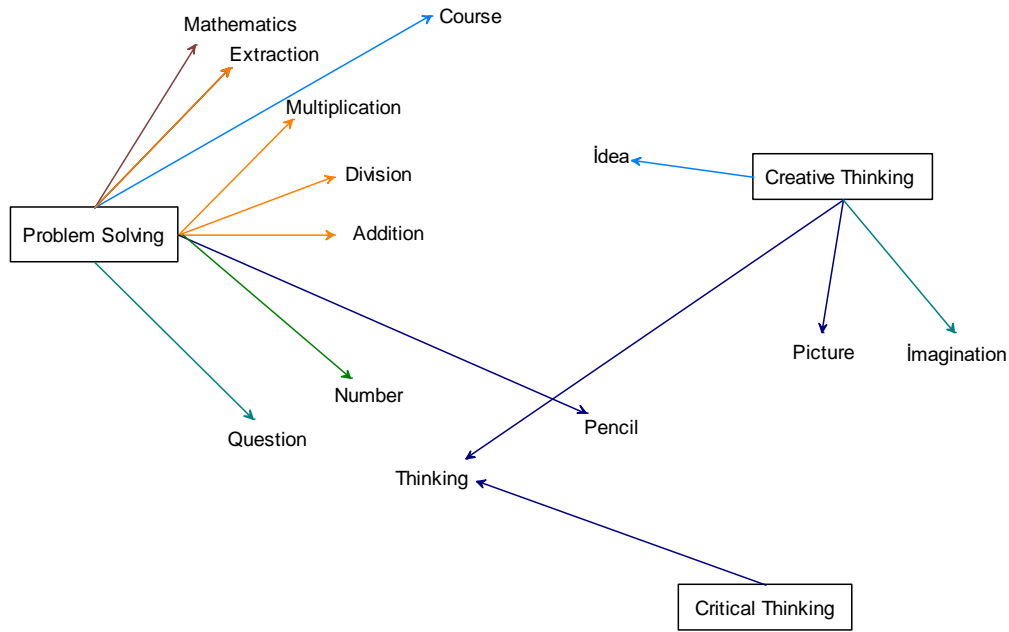 Course
Mathematics
Extraction
Multiplication
İdea
Division
Creative Thinking
Addition
Problem Solving
Picture
İmagination
Number
Pencil
Question
Thinking
Critical Thinking